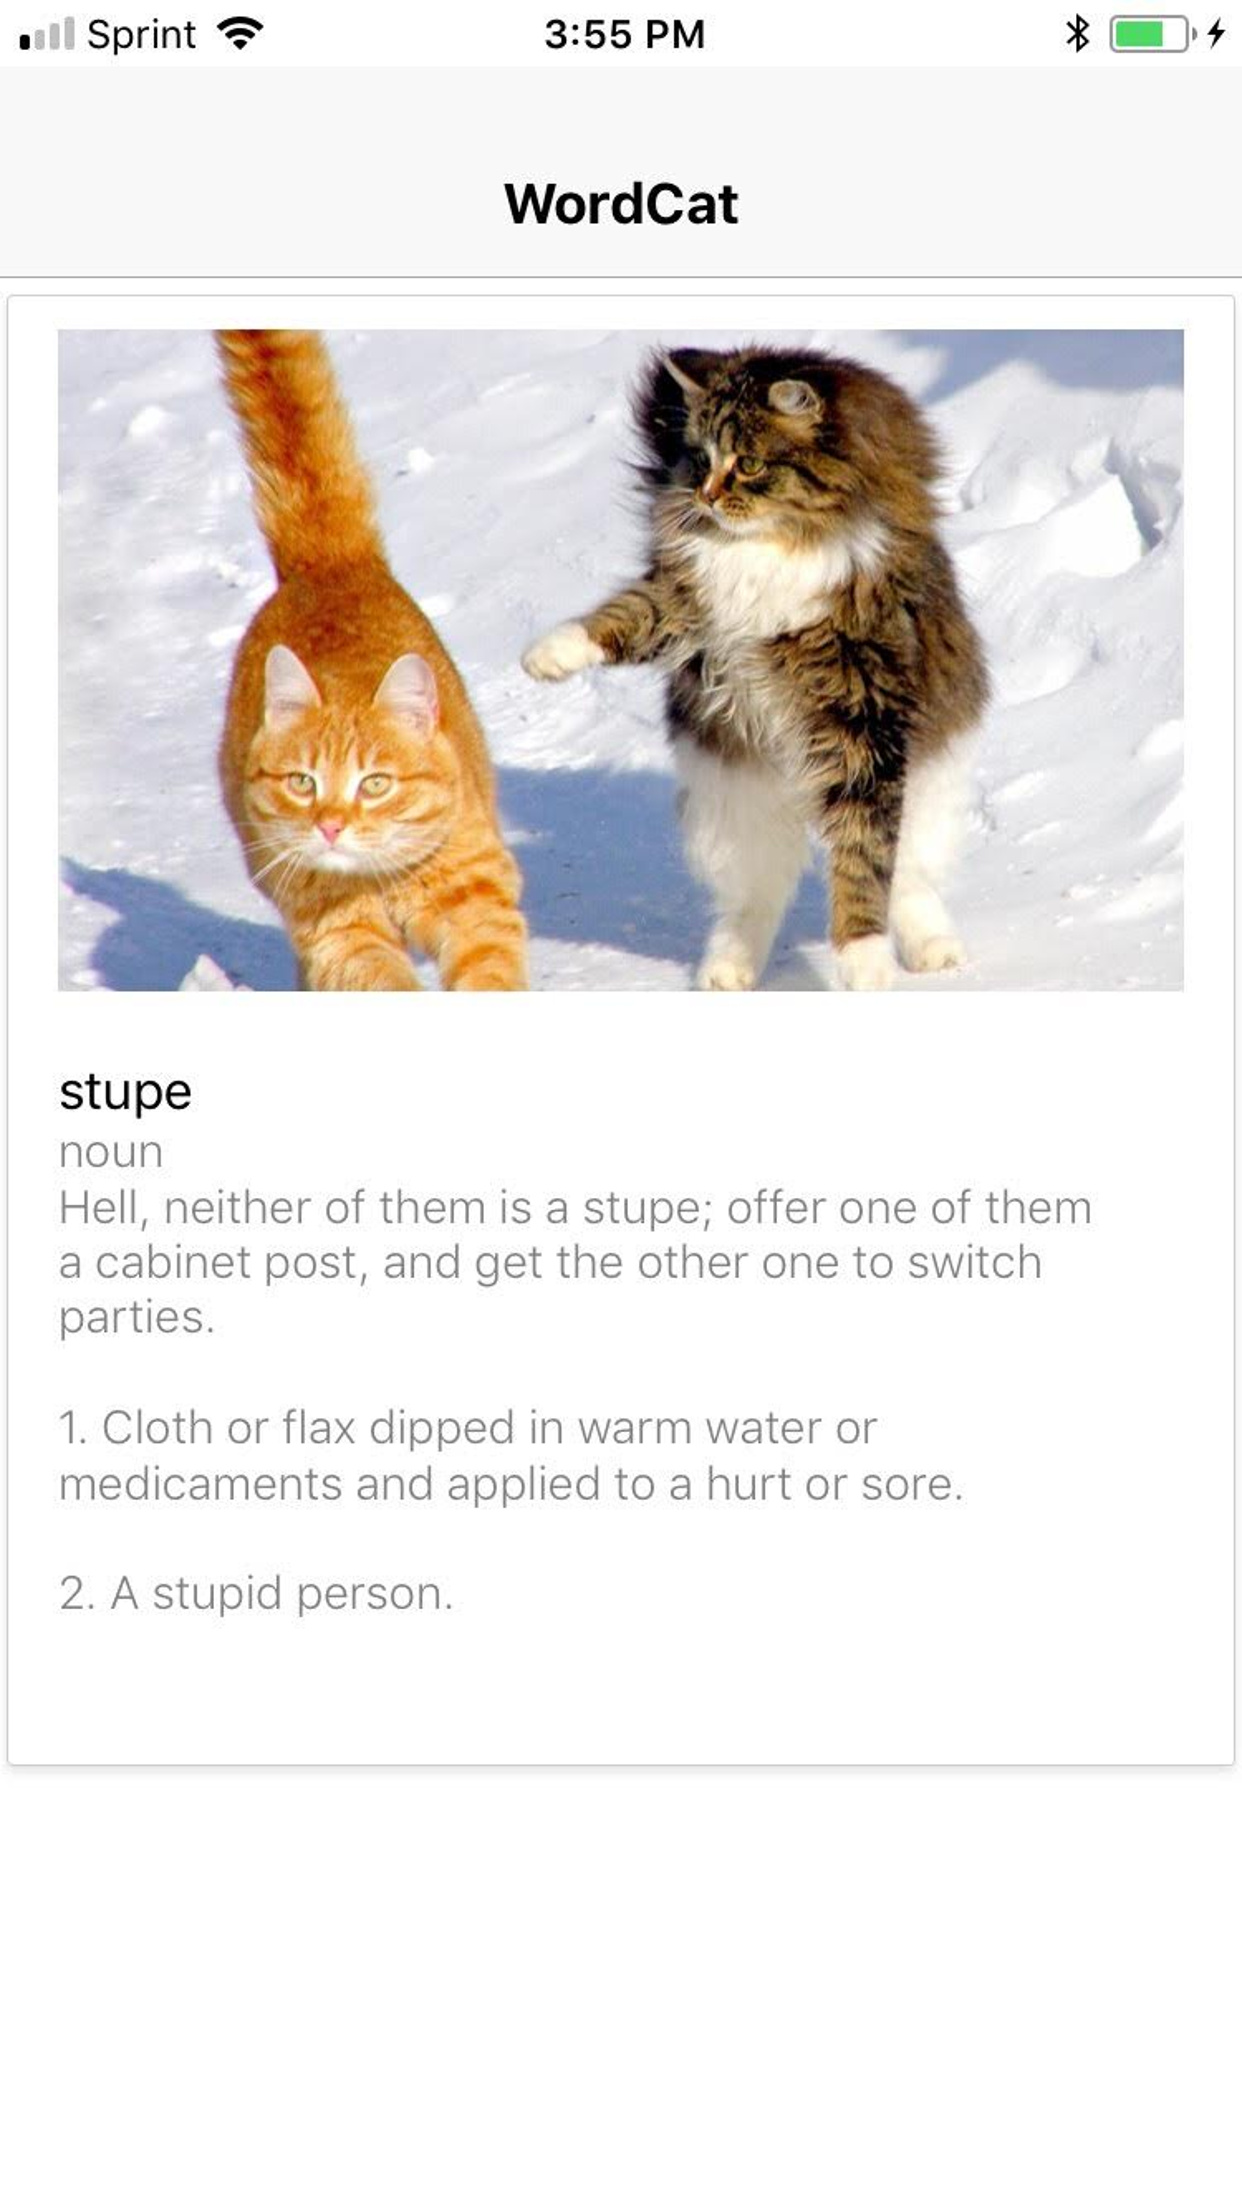 Sprint 3:55 PM
WordCat
stupe
noun
Hell, neither of them is a stupe; offer one of them
a cabinet post, and get the other one to switch
parties.
1. Cloth or flax dipped in warm water or
medicaments and applied to a hurt or sore.
2. A stupid person.